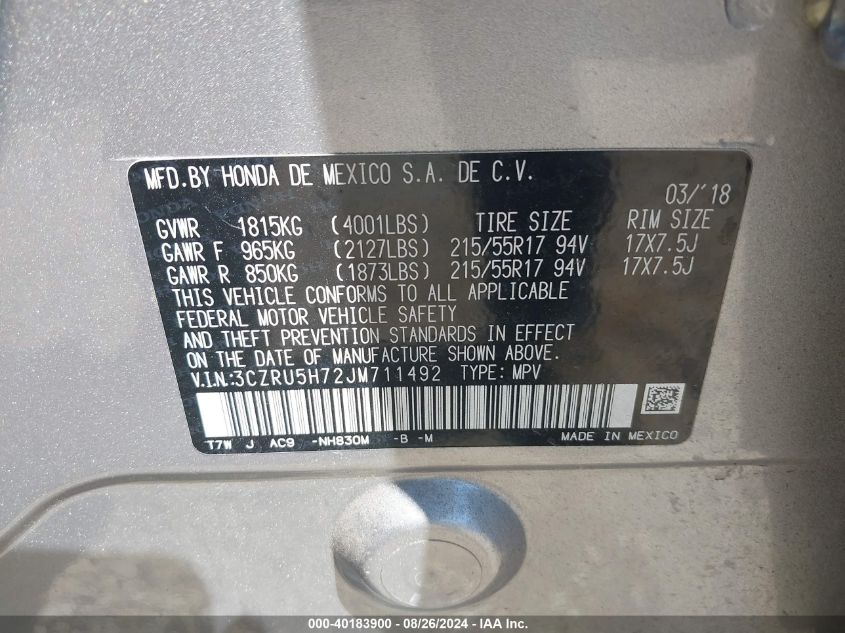 MFD.BY HONDA DE MEXICO S.A. DE C.V.
03/'18
GVWR 1815KG (4001LBS) TIRE SIZE RIM SIZE
GAWR F 965KG (2127LBS) 215/55R17 94V 17X7.5J
GAWR R 850KG (1873LBS) 215/55R17 94V 17X7.5J
THIS VEHICLE CONFORMS TO ALL APPLICABLE
FEDERAL MOTOR VEHICLE SAFETY
AND THEFT PREVENTION STANDARDS IN EFFECT
ON THE DATE OF MANUFACTURE SHOWN ABOVE.
V.I.N.:3CZRU5H72JM711492 TYPE: MPV
T7W J AC9 -NH830M -B -M MADE IN MEXICO
000-40183900 - 08/26/2024 - IAAI, Inc.